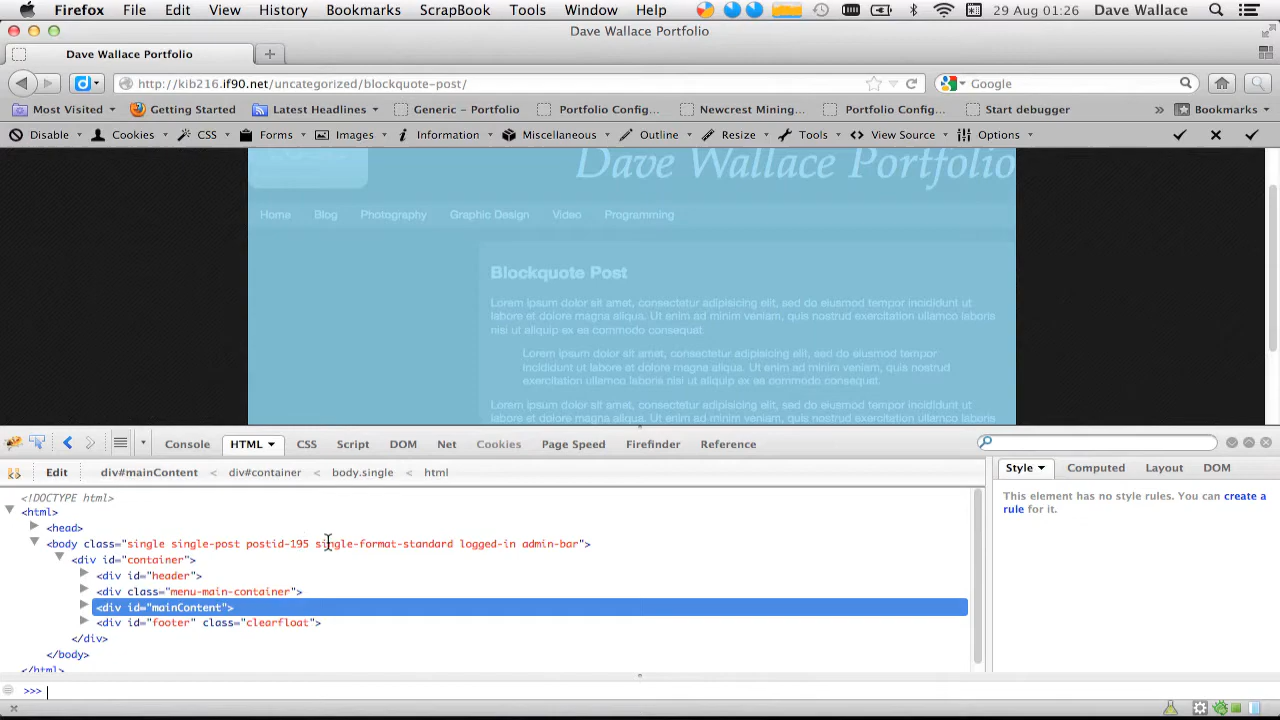 Firefox File Edit View History Bookmarks ScrapBook Tools Window Help 29 Aug 01:26 Dave Wallace
Dave Wallace Portfolio
Dave Wallace Portfolio
http://kib216.if90.net/uncategorized/blockquote-post/ Google
Most Visited Getting Started Latest Headlines Generic - Portfolio Portfolio Config... Newcrest Mining... Portfolio Config... Start debugger » Bookmarks
Disable Cookies CSS Forms Images Information Miscellaneous Outline Resize Tools View Source Options
Dave Wallace Portfolio
Home Blog Photography Graphic Design Video Programming
Blockquote Post
Lorem ipsum dolor sit amet, consectetur adipisicing elit, sed do eiusmod tempor incididunt ut
labore et dolore magna aliqua. Ut enim ad minim veniam, quis nostrud exercitation ullamco laboris
nisi ut aliquip ex ea commodo consequat.
Lorem ipsum dolor sit amet, consectetur adipisicing elit, sed do eiusmod tempor
incididunt ut labore et dolore magna aliqua. Ut enim ad minim veniam, quis nostrud
exercitation ullamco laboris nisi ut aliquip ex ea commodo consequat.
Lorem ipsum dolor sit amet, consectetur adipisicing elit, sed do eiusmod tempor incididunt ut
labore et dolore magna aliqua. Ut enim ad minim veniam, quis nostrud exercitation ullamco laboris
Console HTML CSS Script DOM Net Cookies Page Speed Firefinder Reference
Edit div#mainContent < div#container < body.single < html
Style Computed Layout DOM
This element has no style rules. You can create a
rule for it.
<!DOCTYPE html>
<html>
<head>
<body class="single single-post postid-195 single-format-standard logged-in admin-bar">
<div id="container">
<div id="header">
<div class="menu-main-container">
<div id="mainContent">
<div id="footer" class="clearfloat">
</div>
</body>
</html>
>>>